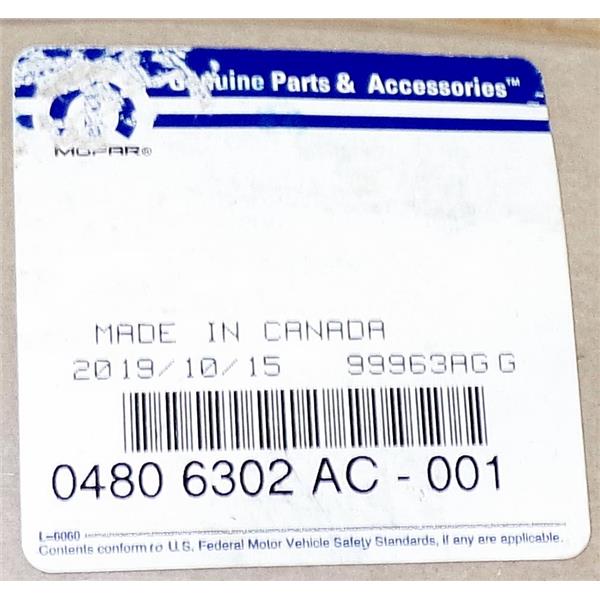 Genuine Parts & Accessories™
MOPAR®
MADE IN CANADA
2019/10/15 99963AG G
0480 6302 AC - 001
L-6060
Contents conform to U.S. Federal Motor Vehicle Safety Standards, if any are applicable.